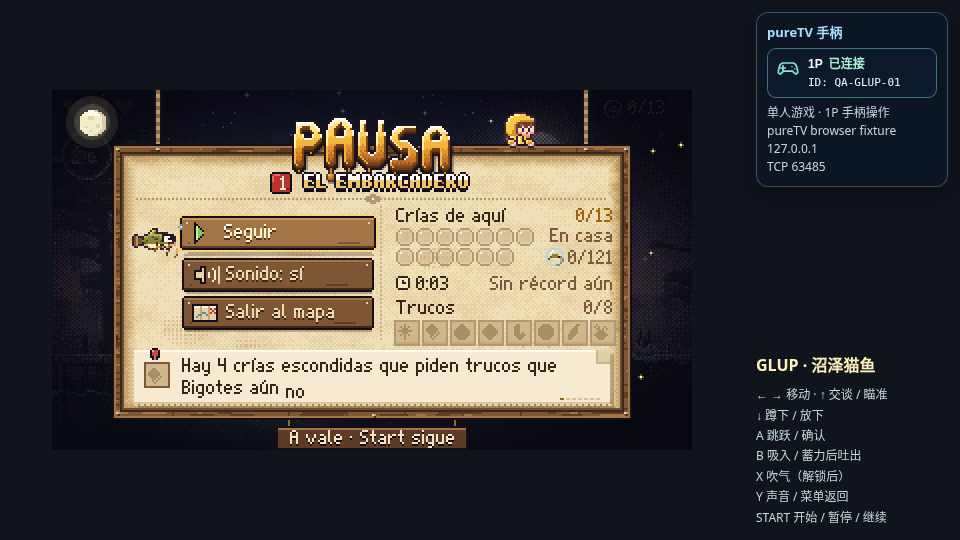 0/13
PAUSA
1 EL EMBARCADERO
Seguir
Sonido: sí
Salir al mapa
Crías de aquí 0/13
En casa
0/121
0:03 Sin récord aún
Trucos 0/8
Hay 4 crías escondidas que piden trucos que
Bigotes aún no
A vale · Start sigue
pureTV 手柄
1P 已连接
ID: QA-GLUP-01
单人游戏 · 1P 手柄操作
pureTV browser fixture
127.0.0.1
TCP 63485
GLUP · 沼泽猫鱼
← → 移动 · ↑ 交谈 / 瞄准
↓ 蹲下 / 放下
A 跳跃 / 确认
B 吸入 / 蓄力后吐出
X 吹气（解锁后）
Y 声音 / 菜单返回
START 开始 / 暂停 / 继续